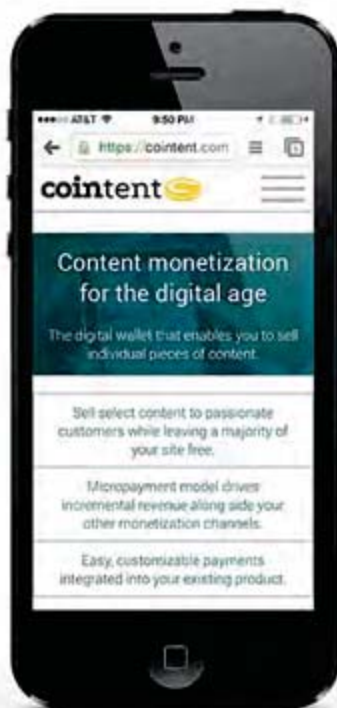 AT&T 9:50 PM
https://cointent.com
cointent
Content monetization
for the digital age
The digital wallet that enables you to sell
individual pieces of content.
Sell select content to passionate
customers while leaving a majority of
your site free.
Micropayment model drives
incremental revenue along side your
other monetization channels.
Easy, customizable payments
integrated into your existing product.